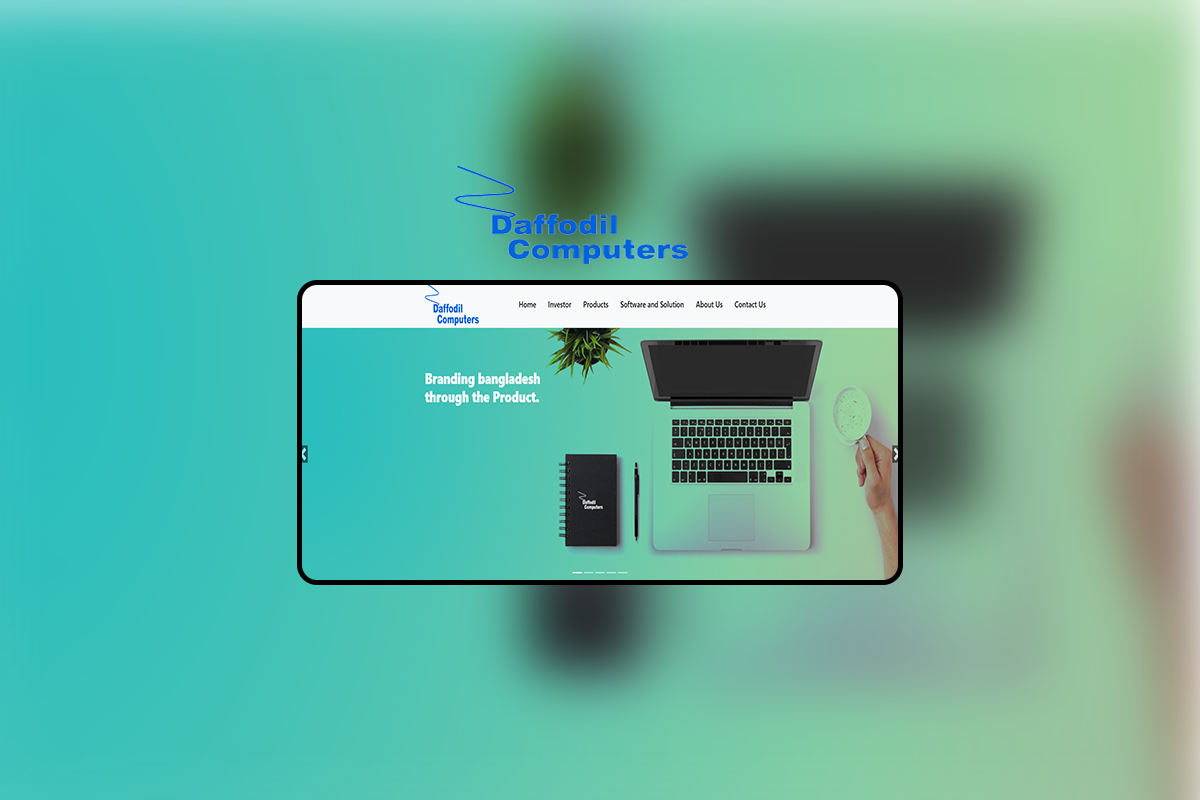 Daffodil
Computers
Daffodil
Computers
Home Investor Products Software and Solution About Us Contact Us
Branding bangladesh
through the Product.
Daffodil
Computers